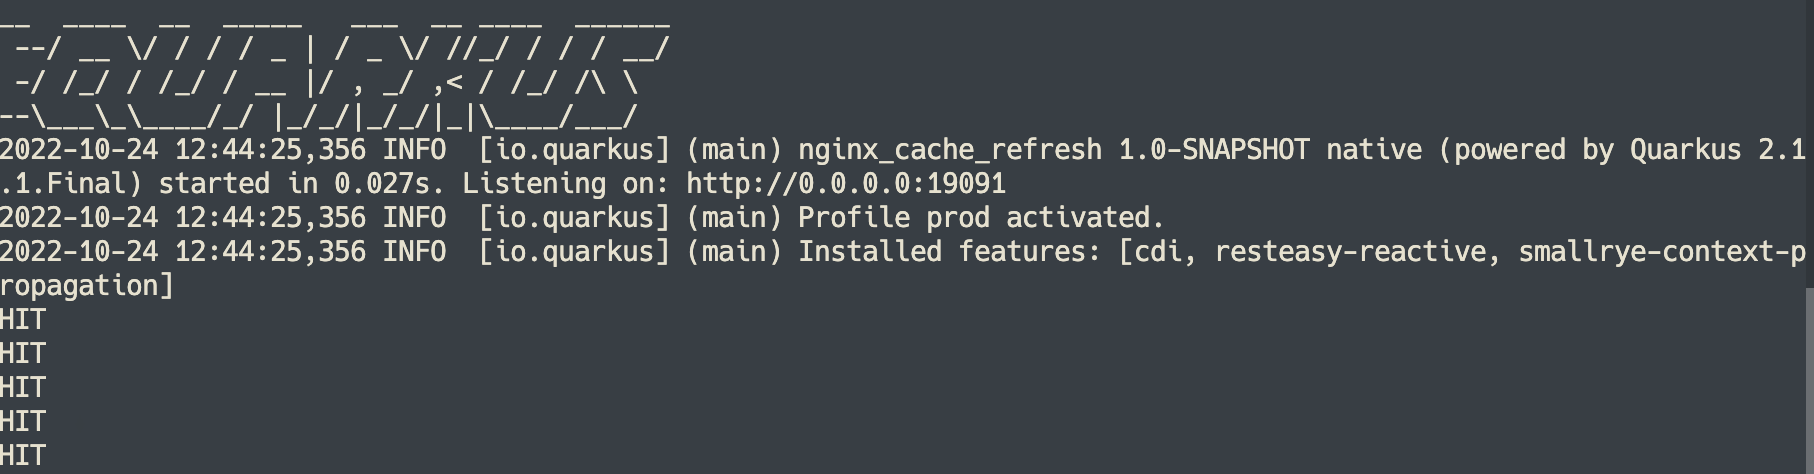 __  ____  __  _____   ___  __ ____  ______
 --/ __ \/ / / / _ | / _ \/ //_/ / / / __/
 -/ /_/ / /_/ / __ |/ , _/ ,< / /_/ /\ \
--\___\_\____/_/ |_/_/|_/_/|_|\____/___/
2022-10-24 12:44:25,356 INFO  [io.quarkus] (main) nginx_cache_refresh 1.0-SNAPSHOT native (powered by Quarkus 2.1
.1.Final) started in 0.027s. Listening on: http://0.0.0.0:19091
2022-10-24 12:44:25,356 INFO  [io.quarkus] (main) Profile prod activated.
2022-10-24 12:44:25,356 INFO  [io.quarkus] (main) Installed features: [cdi, resteasy-reactive, smallrye-context-p
ropagation]
HIT
HIT
HIT
HIT
HIT